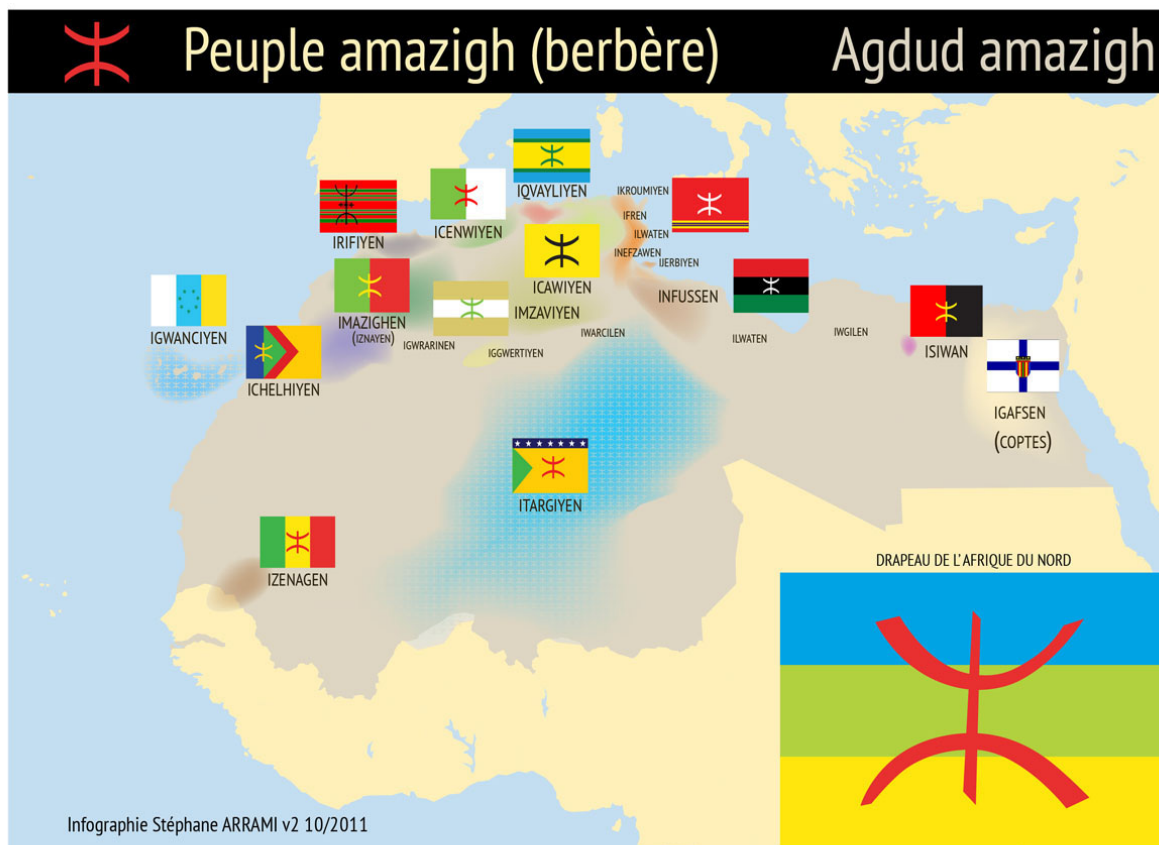 Peuple amazigh (berbère) Agdud amazigh
IQVAYLIYEN
IKROUMIYEN
IFREN
ICENWIYEN
ILWATEN
IRIFIYEN
INEFZAWEN
IJERBIYEN
ICAWIYEN
INFUSSEN
IMAZIGHEN
(IZNAYEN)
IMZAVIYEN
IGWANCIYEN
IGWRARINEN
IGGWERTIYEN
IWARCILEN
ILWATEN
IWGILEN
ISIWAN
ICHELHIYEN
IGAFSEN
(COPTES)
ITARGIYEN
IZENAGEN
DRAPEAU DE L'AFRIQUE DU NORD
Infographie Stéphane ARRAMI v2 10/2011